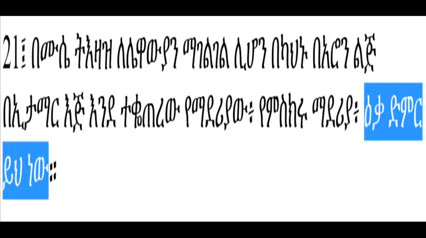 21፤ በሙሴ ትእዛዝ ለሌዋውያን ማገልገል ሊሆን በካህኑ በአሮን ልጅ
በኢታማር እጅ እንደ ተቈጠረው የማደሪያው፥ የምስክሩ ማደሪያ፥ ዕቃ ድምር
ይህ ነው።